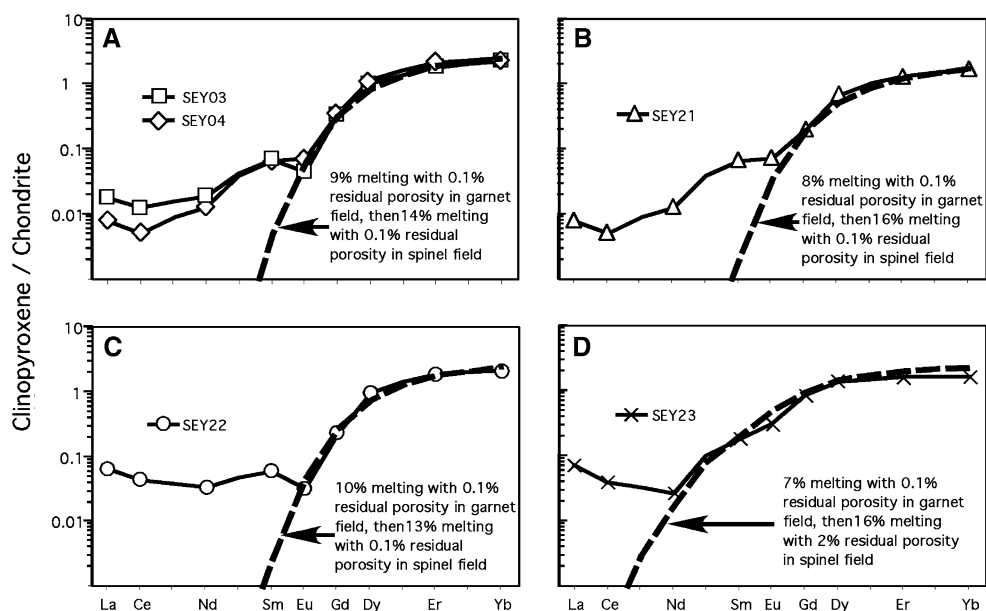 Clinopyroxene / Chondrite
10
1
0.1
0.01
A
SEY03
SEY04
9% melting with 0.1%
residual porosity in garnet
field, then14% melting
with 0.1% residual
porosity in spinel field
B
SEY21
8% melting with 0.1%
residual porosity in garnet
field, then16% melting
with 0.1% residual
porosity in spinel field
10
1
0.1
0.01
C
SEY22
10% melting with 0.1%
residual porosity in garnet
field, then13% melting
with 0.1% residual
porosity in spinel field
La Ce Nd Sm Eu Gd Dy Er Yb
D
SEY23
7% melting with 0.1%
residual porosity in garnet
field, then16% melting
with 2% residual porosity
in spinel field
La Ce Nd Sm Eu Gd Dy Er Yb